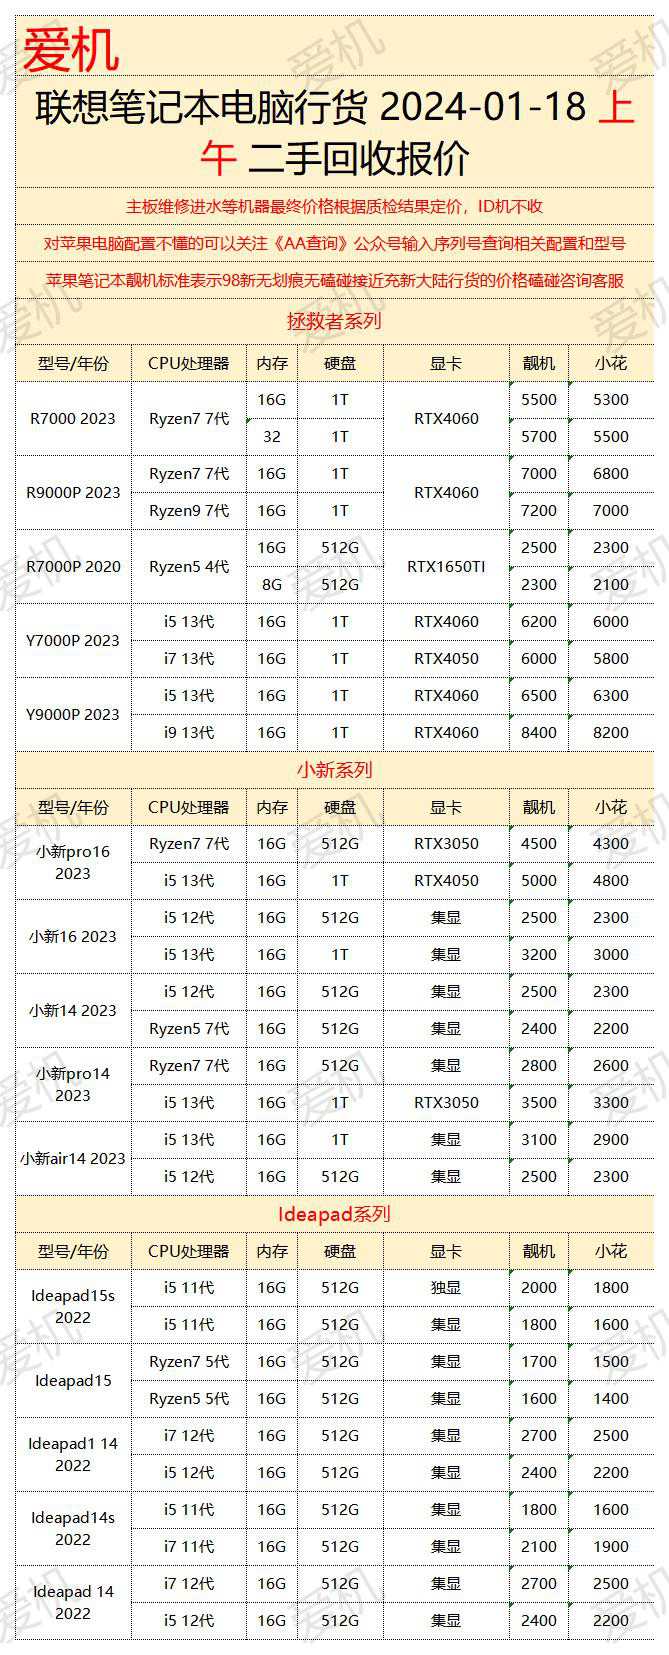 爱机
联想笔记本电脑行货 2024-01-18 上
午 二手回收报价
主板维修进水等机器最终价格根据质检结果定价，ID机不收
对苹果电脑配置不懂的可以关注《AA查询》公众号输入序列号查询相关配置和型号
苹果笔记本靓机标准表示98新无划痕无磕碰接近充新大陆行货的价格磕碰咨询客服
拯救者系列
型号/年份 CPU处理器 内存 硬盘 显卡 靓机 小花
R7000 2023 Ryzen7 7代 16G 1T RTX4060 5500 5300
32 1T 5700 5500
R9000P 2023 Ryzen7 7代 16G 1T RTX4060 7000 6800
Ryzen9 7代 16G 1T 7200 7000
R7000P 2020 Ryzen5 4代 16G 512G RTX1650TI 2500 2300
8G 512G 2300 2100
Y7000P 2023 i5 13代 16G 1T RTX4060 6200 6000
i7 13代 16G 1T RTX4050 6000 5800
Y9000P 2023 i5 13代 16G 1T RTX4060 6500 6300
i9 13代 16G 1T RTX4060 8400 8200
小新系列
型号/年份 CPU处理器 内存 硬盘 显卡 靓机 小花
小新pro16 2023 Ryzen7 7代 16G 512G RTX3050 4500 4300
i5 13代 16G 1T RTX4050 5000 4800
小新16 2023 i5 12代 16G 512G 集显 2500 2300
i5 13代 16G 1T 集显 3200 3000
小新14 2023 i5 12代 16G 512G 集显 2500 2300
Ryzen5 7代 16G 512G 集显 2400 2200
小新pro14 2023 Ryzen7 7代 16G 512G 集显 2800 2600
i5 13代 16G 1T RTX3050 3500 3300
小新air14 2023 i5 13代 16G 1T 集显 3100 2900
i5 12代 16G 512G 集显 2500 2300
Ideapad系列
型号/年份 CPU处理器 内存 硬盘 显卡 靓机 小花
Ideapad15s 2022 i5 11代 16G 512G 独显 2000 1800
i5 11代 16G 512G 集显 1800 1600
Ideapad15 Ryzen7 5代 16G 512G 集显 1700 1500
Ryzen5 5代 16G 512G 集显 1600 1400
Ideapad1 14 2022 i7 12代 16G 512G 集显 2700 2500
i5 12代 16G 512G 集显 2400 2200
Ideapad14s 2022 i5 11代 16G 512G 集显 1800 1600
i7 11代 16G 512G 集显 2100 1900
Ideapad 14 2022 i7 12代 16G 512G 集显 2700 2500
i5 12代 16G 512G 集显 2400 2200